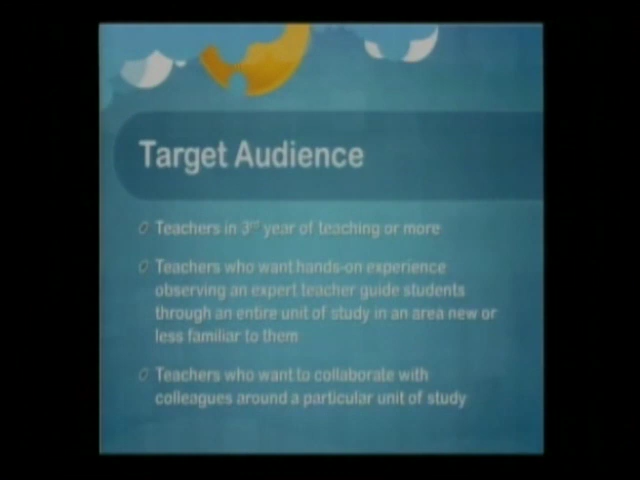 Target Audience
Teachers in 3rd year of teaching or more
Teachers who want hands-on experience
observing an expert teacher guide students
through an entire unit of study in an area new or
less familiar to them
Teachers who want to collaborate with
colleagues around a particular unit of study